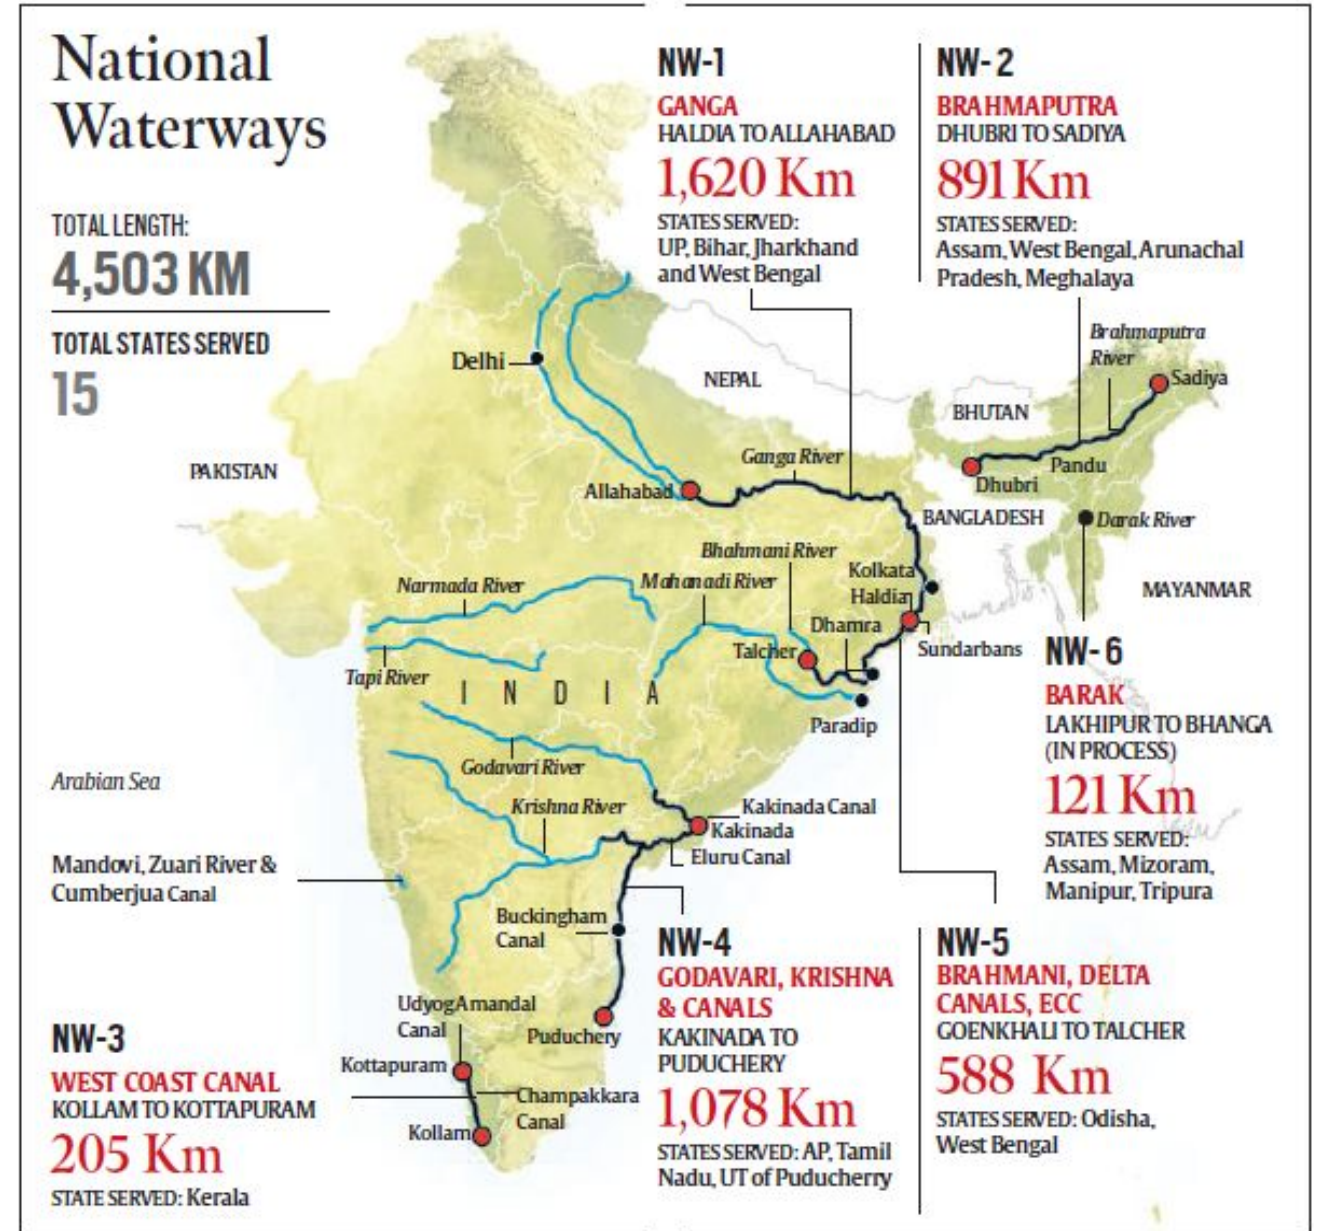 National
Waterways
TOTAL LENGTH:
4,503 KM
TOTAL STATES SERVED
15
NW-1
GANGA
HALDIA TO ALLAHABAD
1,620 Km
STATES SERVED:
UP, Bihar, Jharkhand
and West Bengal
NW-2
BRAHMAPUTRA
DHUBRI TO SADIYA
891 Km
STATES SERVED:
Assam, West Bengal, Arunachal
Pradesh, Meghalaya
Brahmaputra
River
Sadiya
Delhi
NEPAL
BHUTAN
PAKISTAN
Ganga River
Pandu
Dhubri
Allahabad
BANGLADESH
Darak River
Bhahmani River
Kolkata
Narmada River
Mahanadi River
Haldia
MAYANMAR
Dhamra
Talcher
Sundarbans
Tapi River
INDIA
Paradip
NW-6
BARAK
LAKHIPUR TO BHANGA
(IN PROCESS)
121 Km
STATES SERVED:
Assam, Mizoram,
Manipur, Tripura
Arabian Sea
Godavari River
Krishna River
Kakinada Canal
Kakinada
Eluru Canal
Mandovi, Zuari River &
Cumberjua Canal
Buckingham
Canal
Udyog Amandal
Canal
Puduchery
Kottapuram
Champakkara
Canal
Kollam
NW-3
WEST COAST CANAL
KOLLAM TO KOTTAPURAM
205 Km
STATE SERVED: Kerala
NW-4
GODAVARI, KRISHNA
& CANALS
KAKINADA TO
PUDUCHERY
1,078 Km
STATES SERVED: AP, Tamil
Nadu, UT of Puducherry
NW-5
BRAHMANI, DELTA
CANALS, ECC
GOENKHALI TO TALCHER
588 Km
STATES SERVED: Odisha,
West Bengal